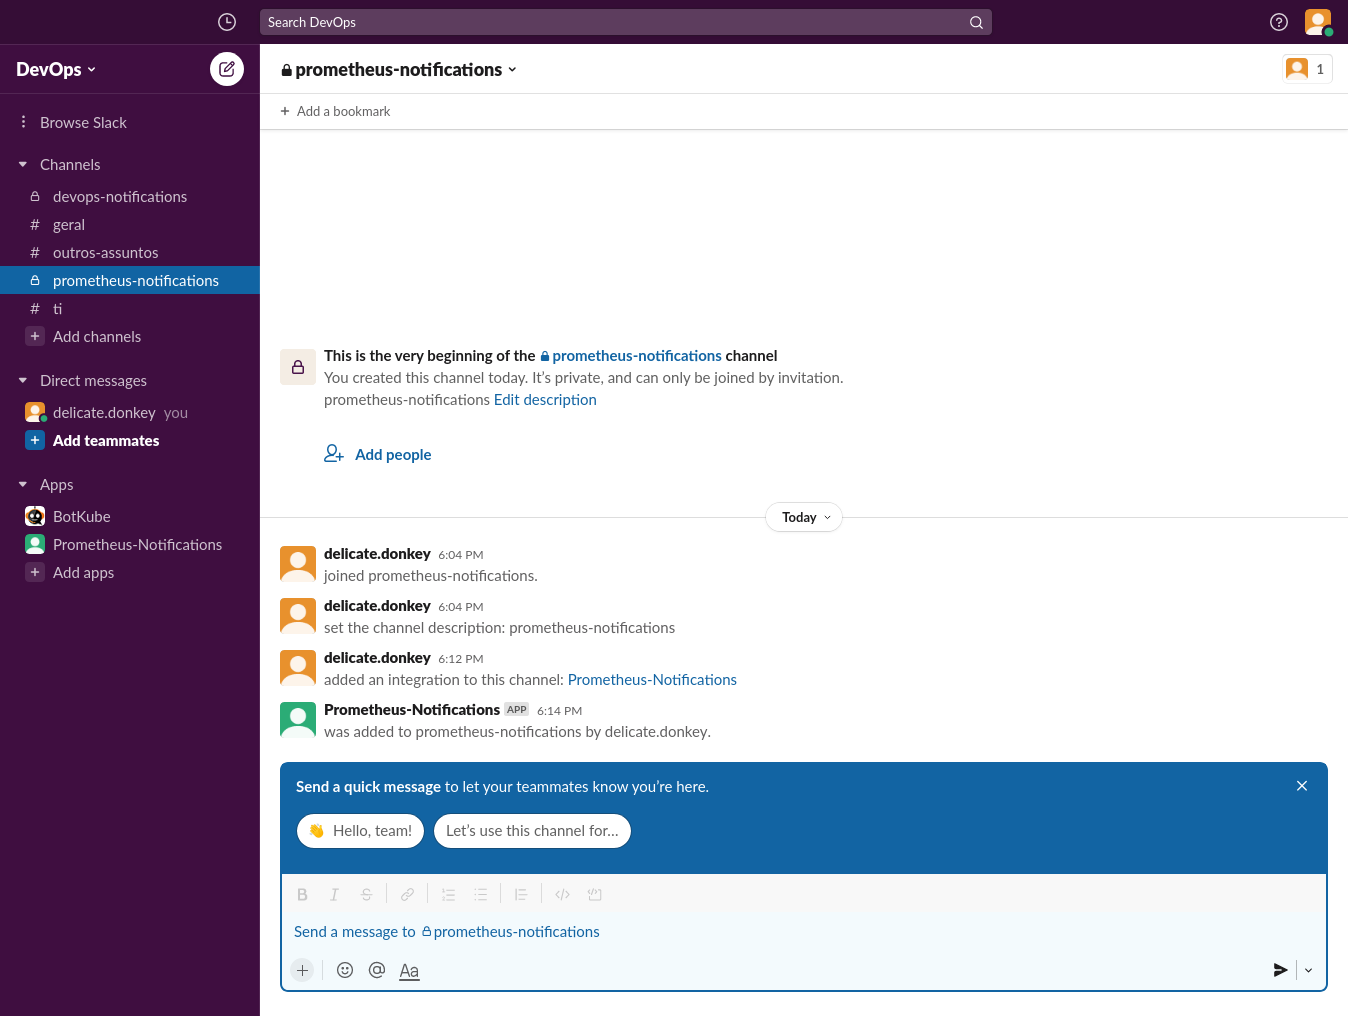 Search DevOps
DevOps
prometheus-notifications
1
Add a bookmark
Browse Slack
Channels
devops-notifications
# geral
# outros-assuntos
prometheus-notifications
# ti
+ Add channels
Direct messages
delicate.donkey you
+ Add teammates
Apps
BotKube
Prometheus-Notifications
+ Add apps
This is the very beginning of the prometheus-notifications channel
You created this channel today. It's private, and can only be joined by invitation.
prometheus-notifications Edit description
Add people
Today
delicate.donkey 6:04 PM
joined prometheus-notifications.
delicate.donkey 6:04 PM
set the channel description: prometheus-notifications
delicate.donkey 6:12 PM
added an integration to this channel: Prometheus-Notifications
Prometheus-Notifications APP 6:14 PM
was added to prometheus-notifications by delicate.donkey.
Send a quick message to let your teammates know you're here.
👋 Hello, team!
Let's use this channel for...
B I S
Send a message to prometheus-notifications
@ Aa